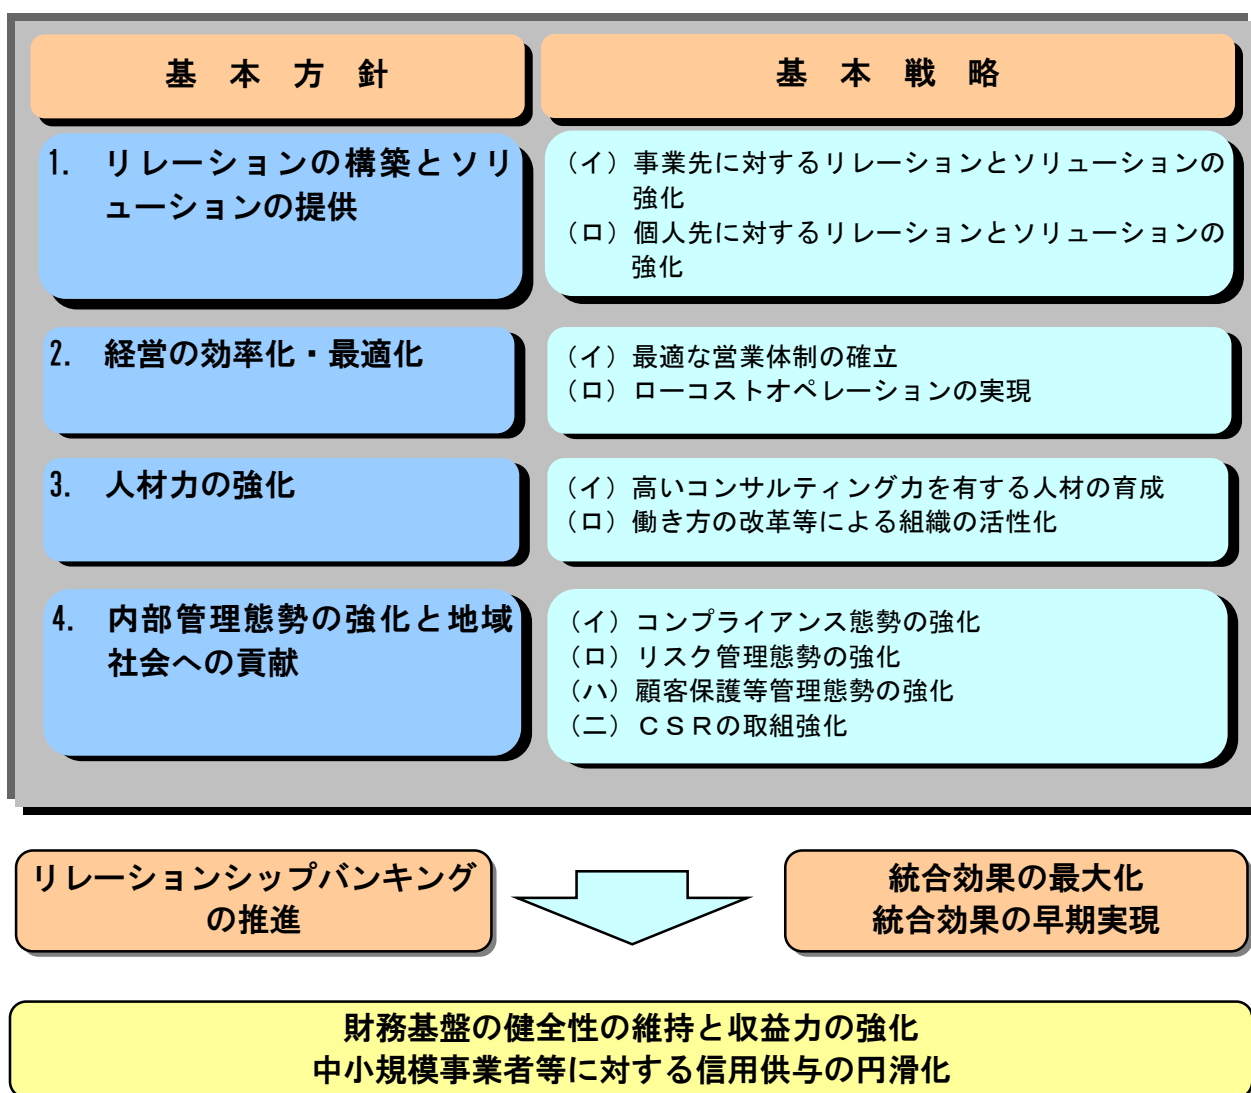 基 本 方 針
基 本 戦 略
1. リレーションの構築とソリ
ューションの提供
（イ）事業先に対するリレーションとソリューションの
強化
（ロ）個人先に対するリレーションとソリューションの
強化
2. 経営の効率化・最適化
（イ）最適な営業体制の確立
（ロ）ローコストオペレーションの実現
3. 人材力の強化
（イ）高いコンサルティング力を有する人材の育成
（ロ）働き方の改革等による組織の活性化
4. 内部管理態勢の強化と地域
社会への貢献
（イ）コンプライアンス態勢の強化
（ロ）リスク管理態勢の強化
（ハ）顧客保護等管理態勢の強化
（二）ＣＳＲの取組強化
リレーションシップバンキング
の推進
統合効果の最大化
統合効果の早期実現
財務基盤の健全性の維持と収益力の強化
中小規模事業者等に対する信用供与の円滑化